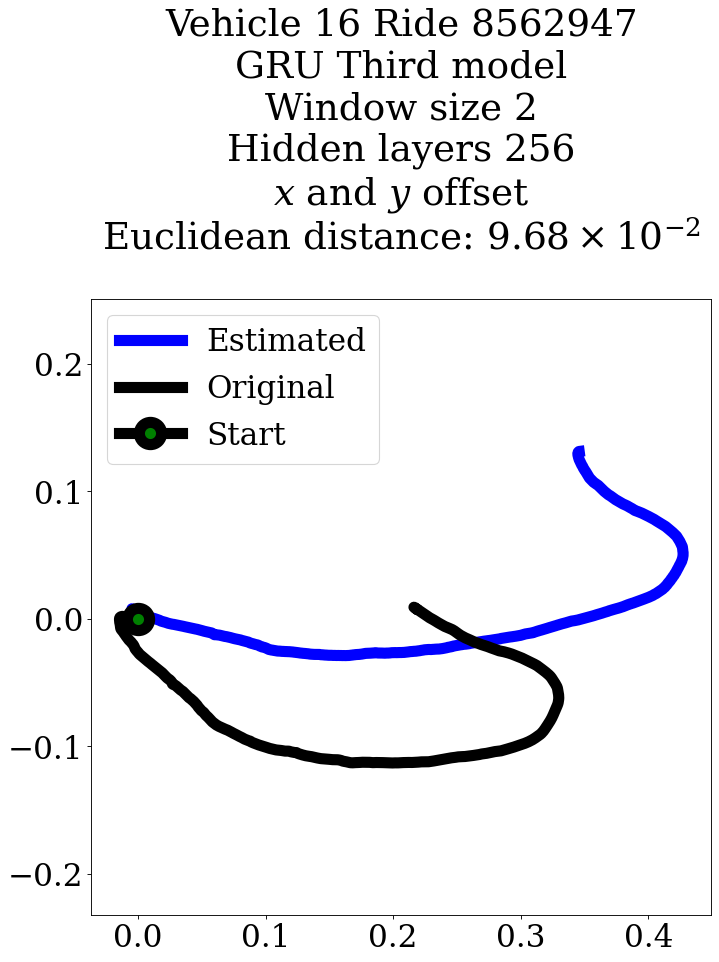 Vehicle 16 Ride 8562947
GRU Third model
Window size 2
Hidden layers 256
x and y offset
Euclidean distance: 9.68 × 10⁻²
Estimated
Original
Start
0.2
0.1
0.0
−0.1
−0.2
0.0 0.1 0.2 0.3 0.4